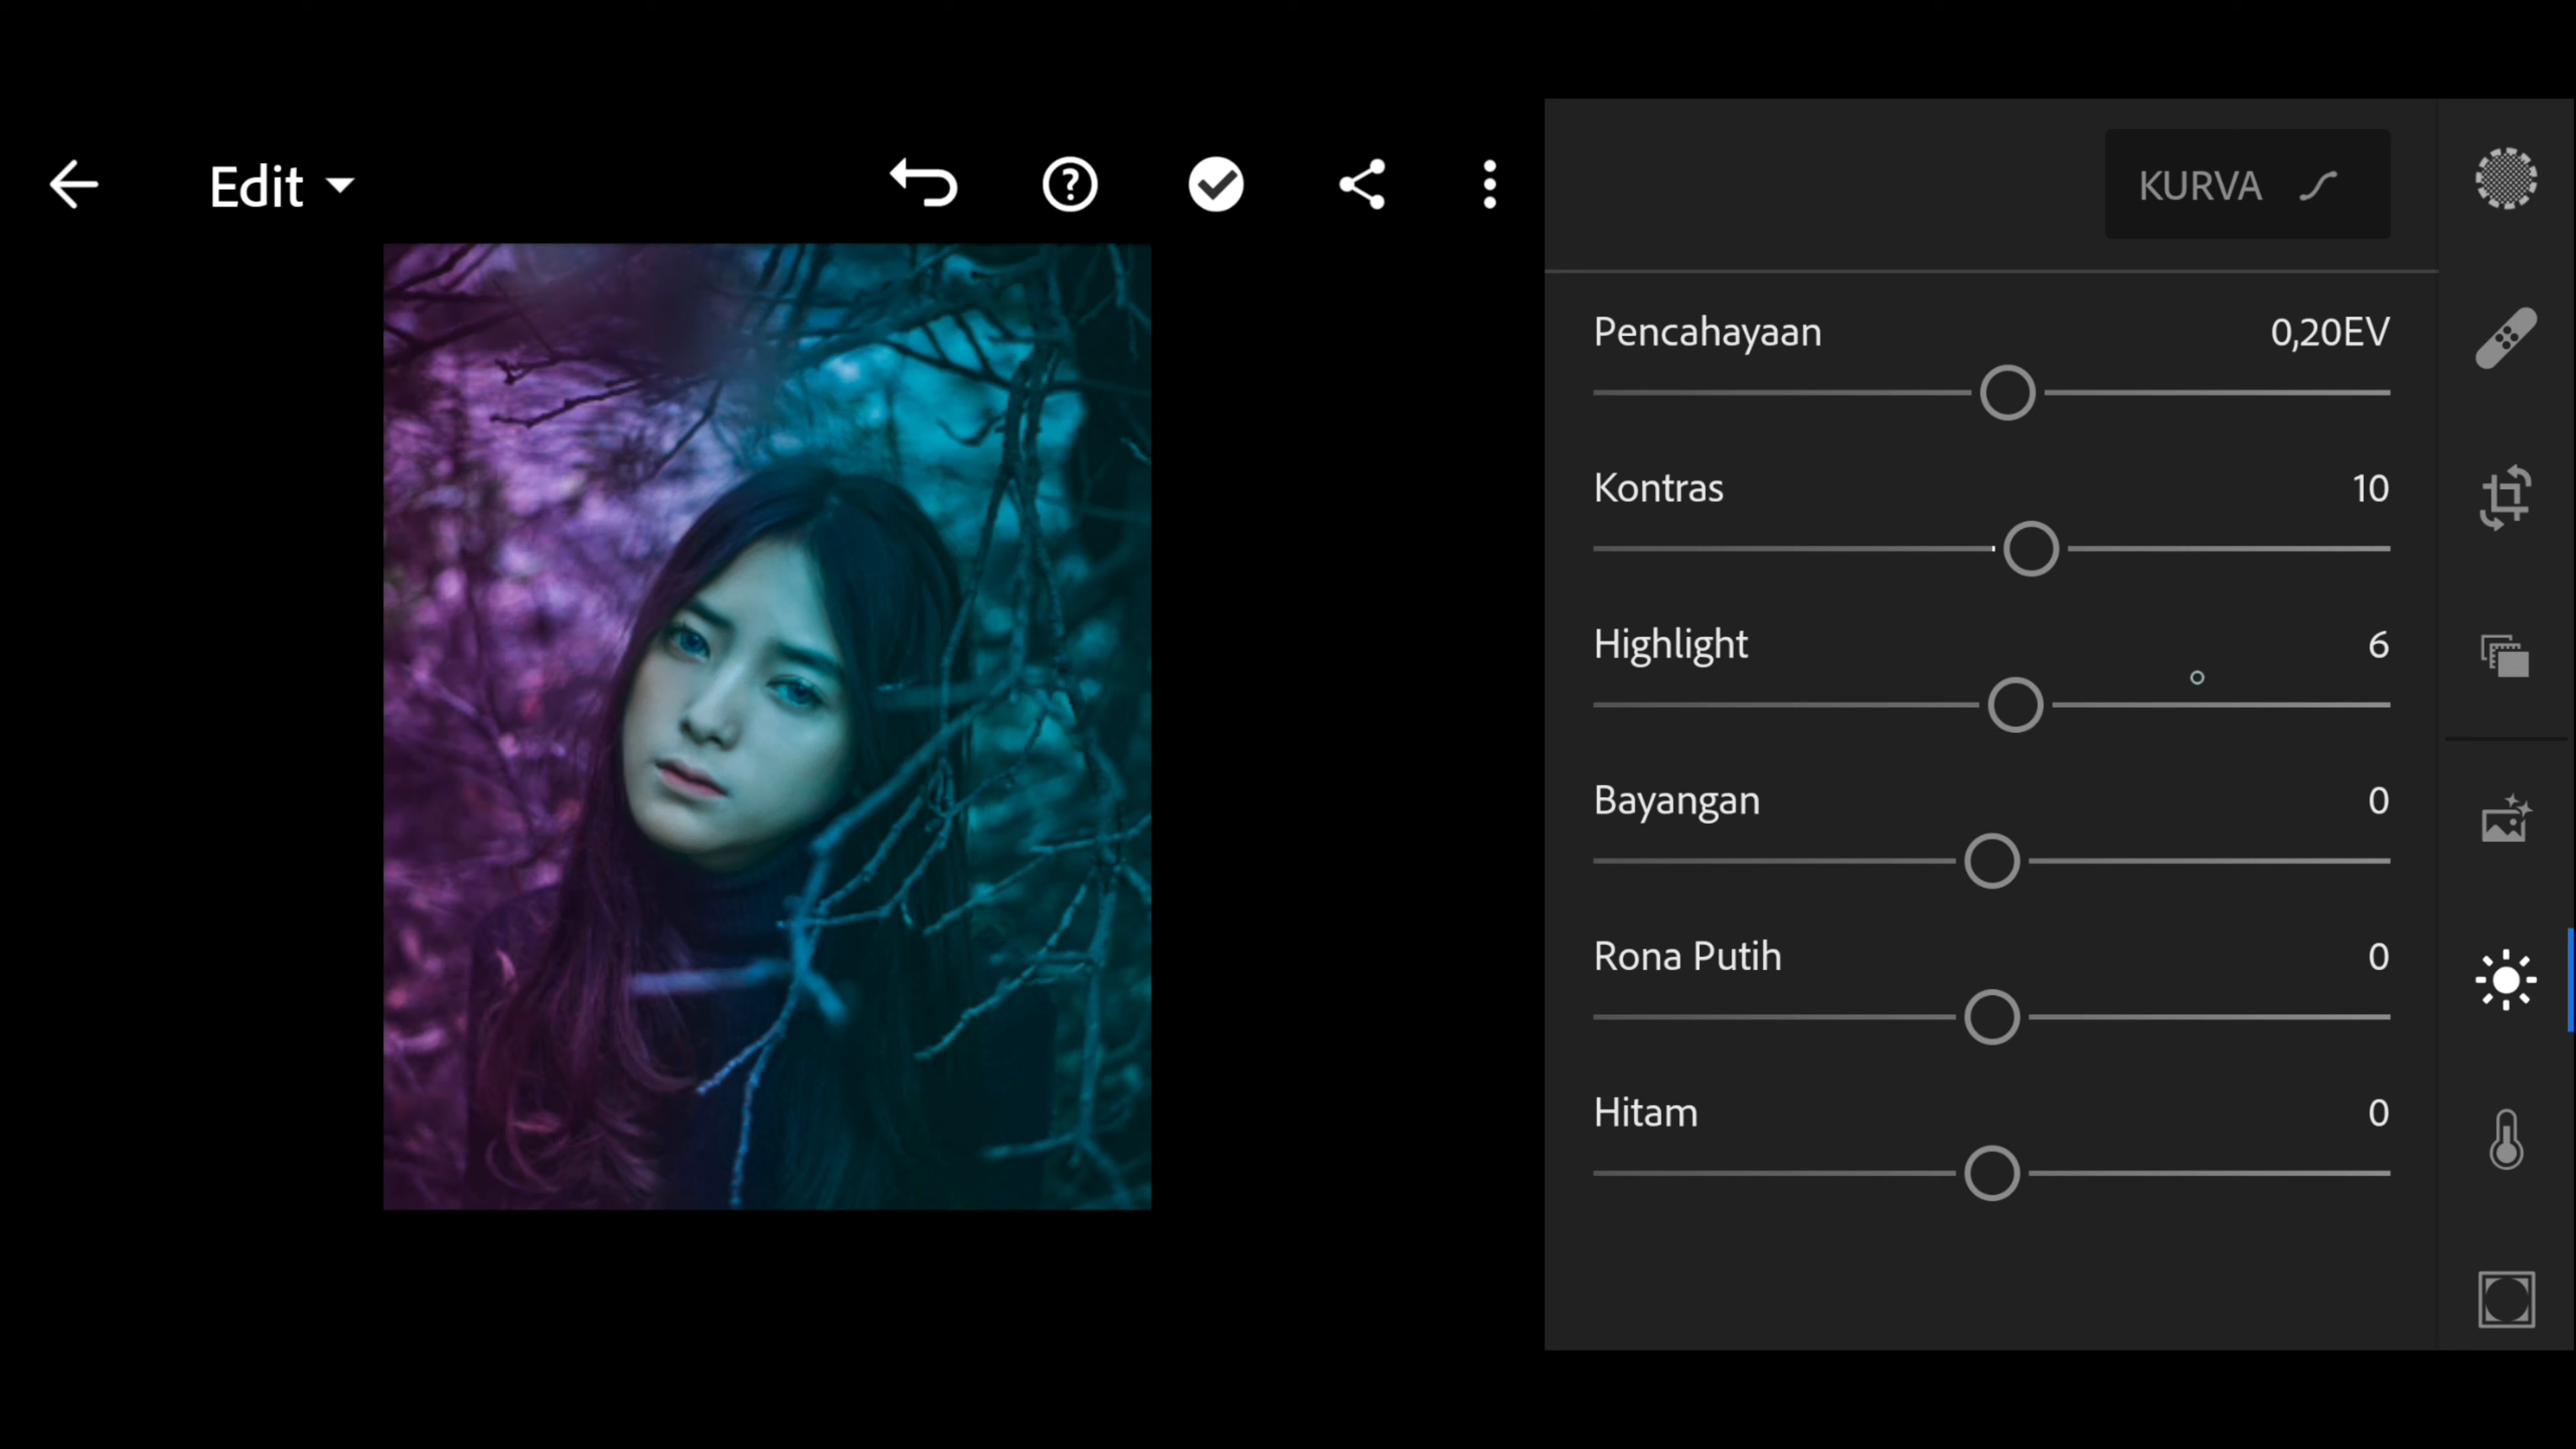 Edit
KURVA
Pencahayaan 0,20EV
Kontras 10
Highlight 6
Bayangan 0
Rona Putih 0
Hitam 0